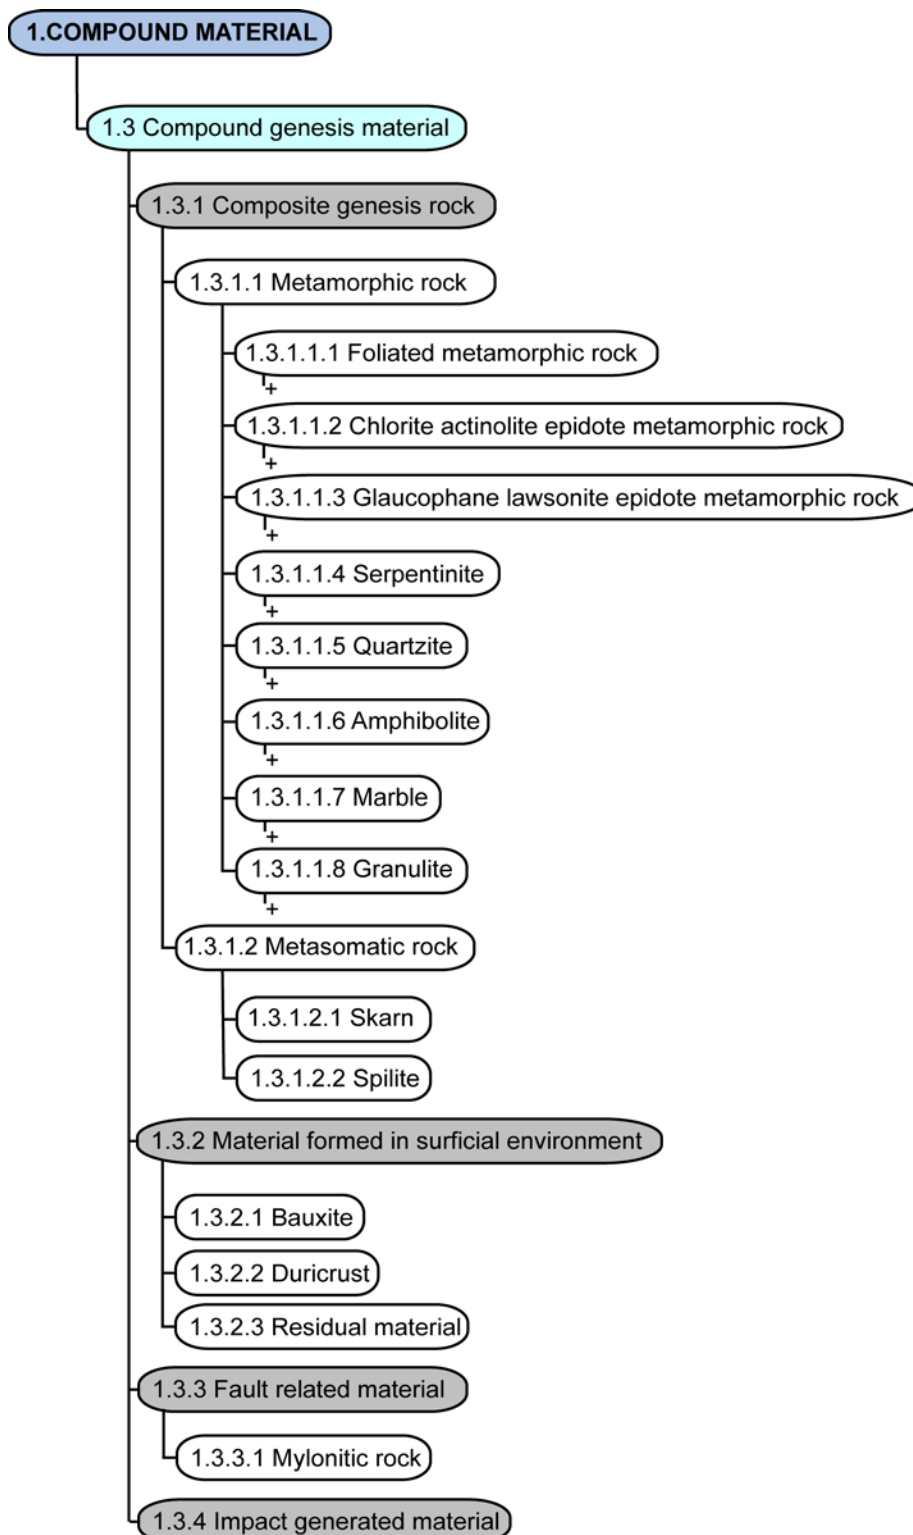 1.COMPOUND MATERIAL
1.3 Compound genesis material
1.3.1 Composite genesis rock
1.3.1.1 Metamorphic rock
1.3.1.1.1 Foliated metamorphic rock
+
1.3.1.1.2 Chlorite actinolite epidote metamorphic rock
+
1.3.1.1.3 Glaucophane lawsonite epidote metamorphic rock
+
1.3.1.1.4 Serpentinite
+
1.3.1.1.5 Quartzite
+
1.3.1.1.6 Amphibolite
+
1.3.1.1.7 Marble
+
1.3.1.1.8 Granulite
+
1.3.1.2 Metasomatic rock
1.3.1.2.1 Skarn
1.3.1.2.2 Spilite
1.3.2 Material formed in surficial environment
1.3.2.1 Bauxite
1.3.2.2 Duricrust
1.3.2.3 Residual material
1.3.3 Fault related material
1.3.3.1 Mylonitic rock
1.3.4 Impact generated material